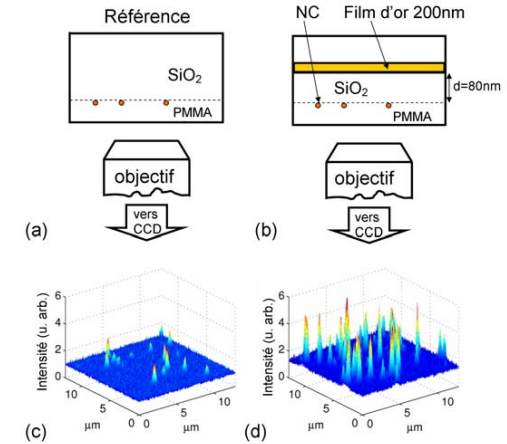 Référence
(a)
SiO2
PMMA
objectif
vers
CCD
NC
Film d'or 200nm
(b)
SiO2
d=80nm
PMMA
objectif
vers
CCD
6
4
2
0
Intensité (u. arb.)
10
5
0
µm
0
5
10
µm
(c)
6
4
2
0
Intensité (u. arb.)
10
5
0
µm
0
5
10
µm
(d)